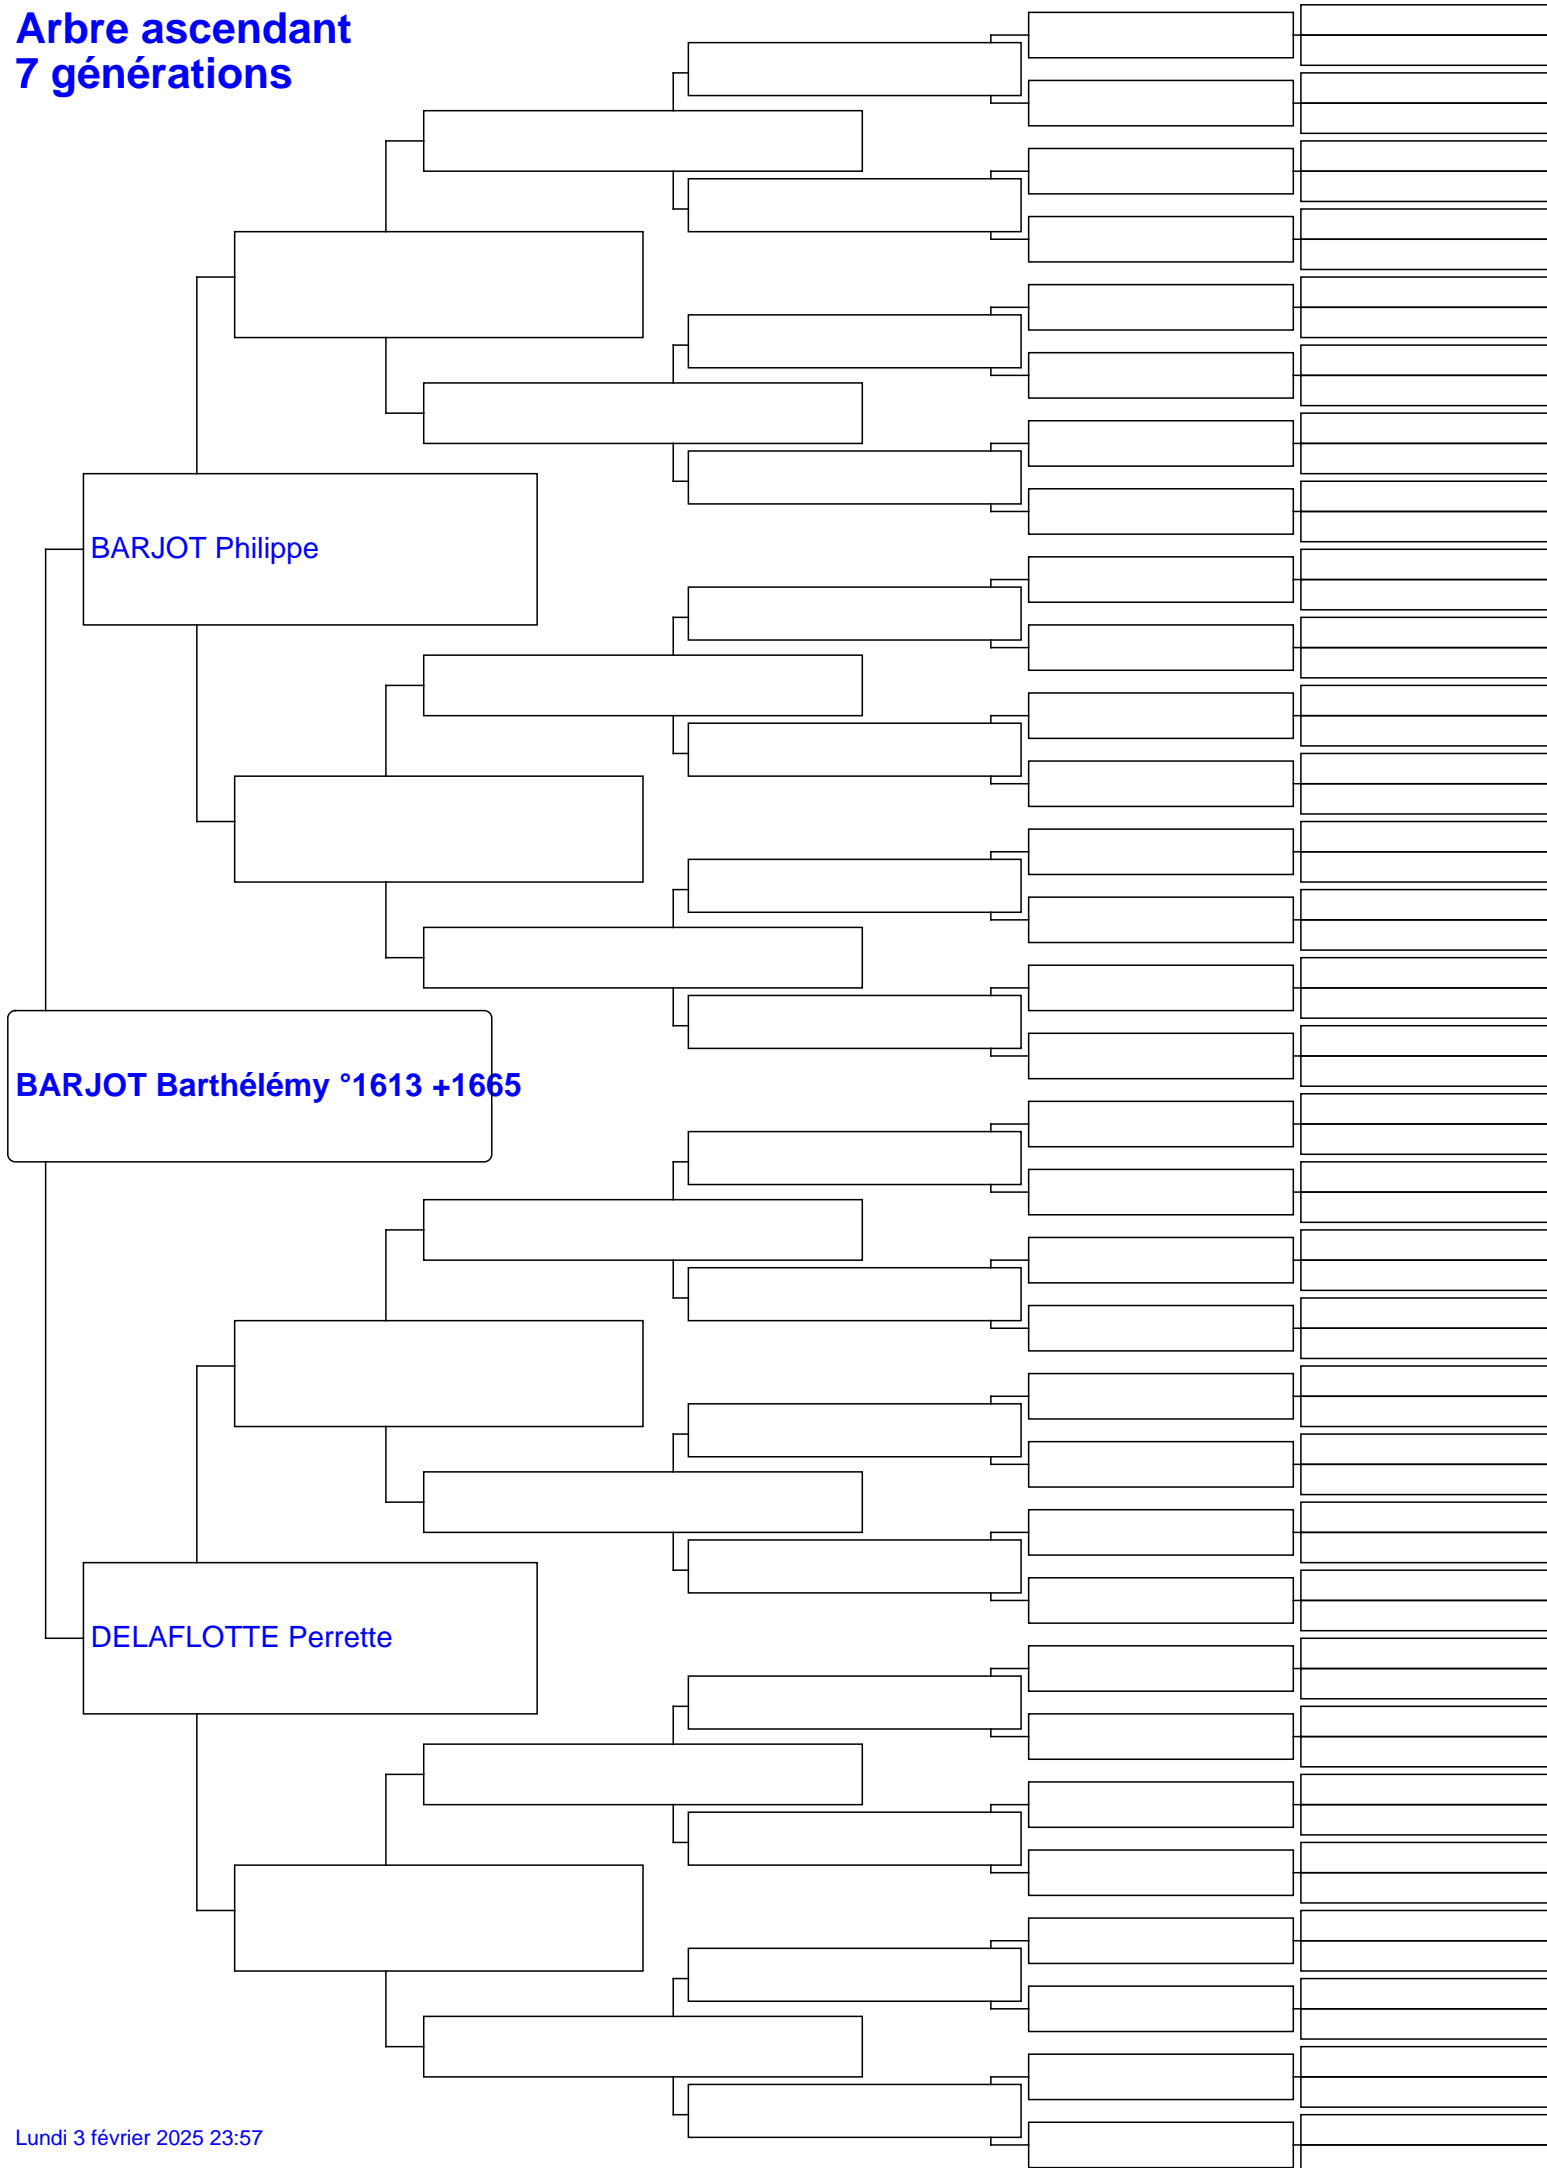 Arbre ascendant
7 générations
BARJOT Philippe
BARJOT Barthélémy °1613 +1665
DELAFLOTTE Perrette
Lundi 3 février 2025 23:57